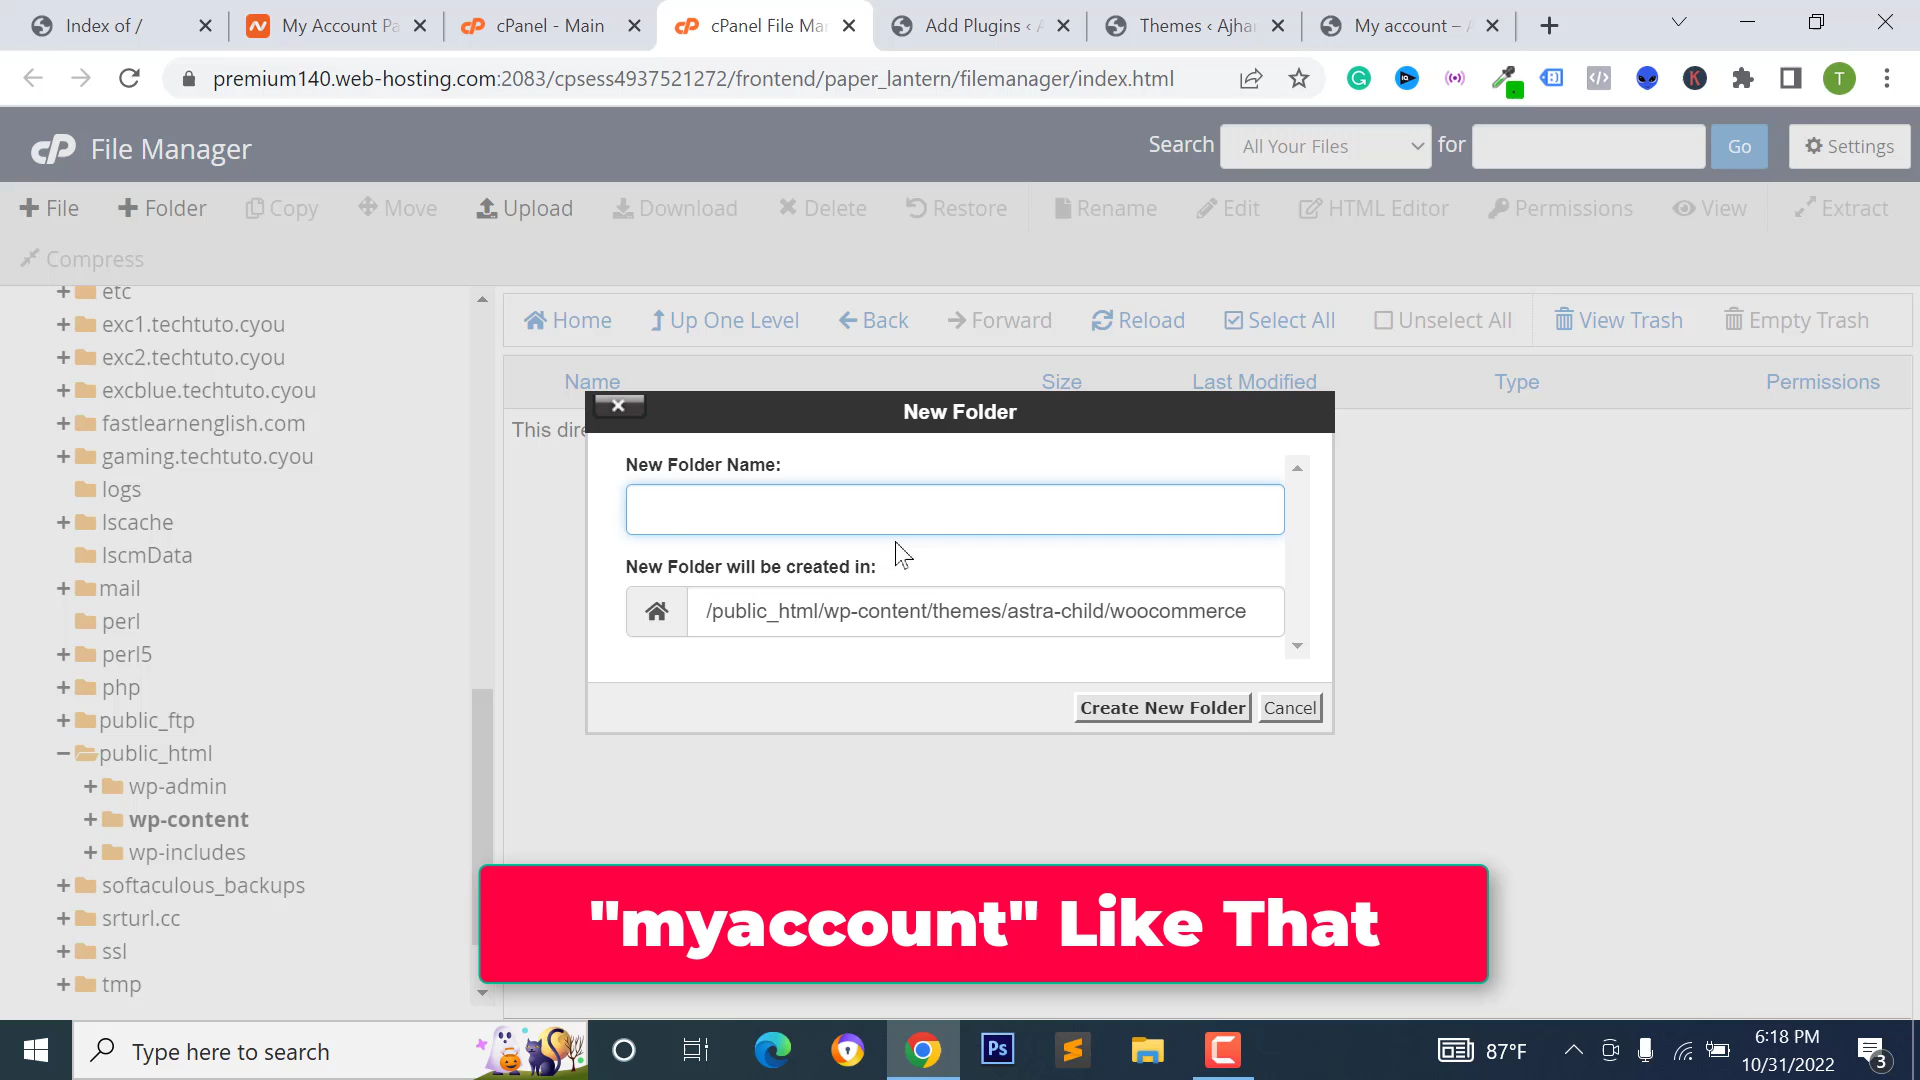 Index of /
My Account Pa
cPanel - Main
cPanel File Ma
Add Plugins ‹
Themes ‹ Ajha
My account –
premium140.web-hosting.com:2083/cpsess4937521272/frontend/paper_lantern/filemanager/index.html
T
cP File Manager
Search All Your Files for Go Settings
File Folder Copy Move Upload Download Delete Restore Rename Edit HTML Editor Permissions View Extract
Compress
etc
exc1.techtuto.cyou
exc2.techtuto.cyou
excblue.techtuto.cyou
fastlearnenglish.com
gaming.techtuto.cyou
logs
lscache
lscmData
mail
perl
perl5
php
public_ftp
public_html
wp-admin
wp-content
wp-includes
softaculous_backups
srturl.cc
ssl
tmp
Home Up One Level Back Forward Reload Select All Unselect All View Trash Empty Trash
Name Size Last Modified Type Permissions
This dire
New Folder
New Folder Name:
New Folder will be created in:
/public_html/wp-content/themes/astra-child/woocommerce
Create New Folder Cancel
"myaccount" Like That
Type here to search
Ps
87°F
6:18 PM
10/31/2022
3